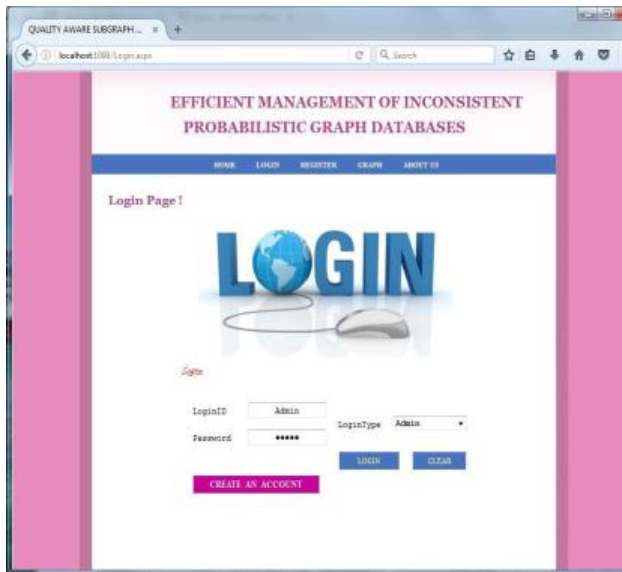 QUALITY AWARE SUBGRAPH ...
localhost:1088/Login.aspx
Search
EFFICIENT MANAGEMENT OF INCONSISTENT
PROBABILISTIC GRAPH DATABASES
HOME LOGIN REGISTER GRAPH ABOUT US
Login Page !
LOGIN
Login
LoginID Admin
LoginType Admin
Password •••••
LOGIN CLEAR
CREATE AN ACCOUNT